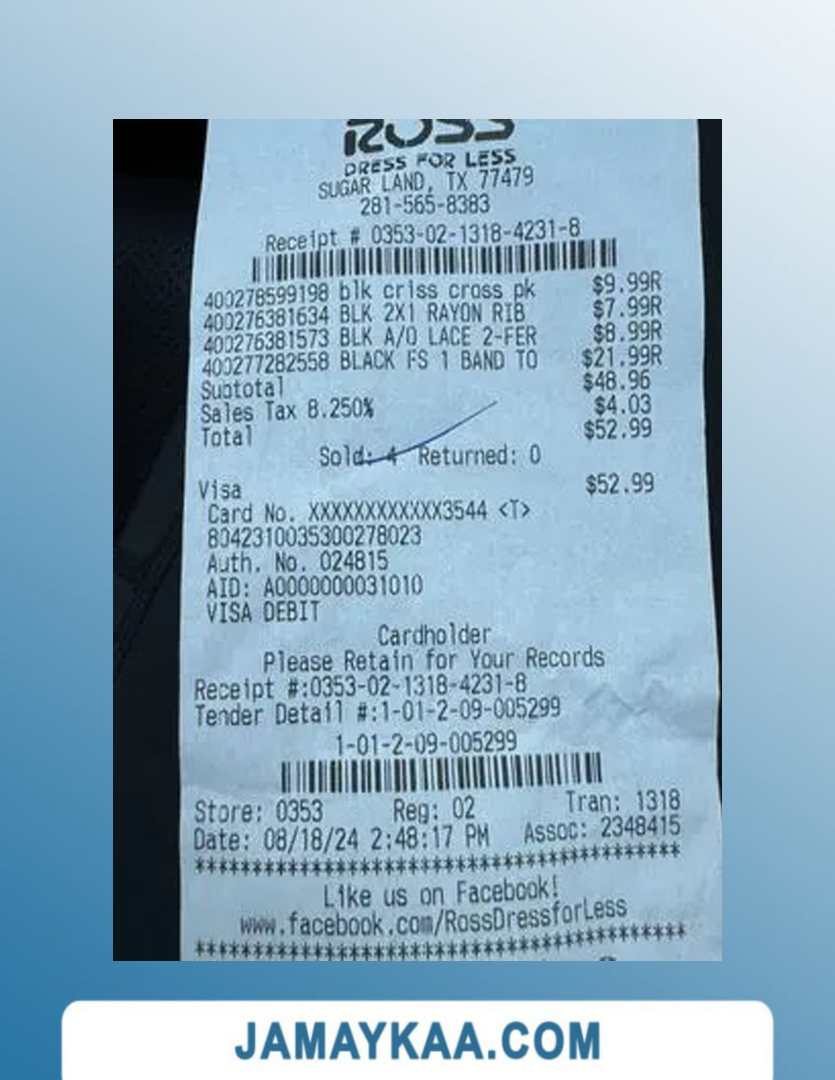 ROSS
DRESS FOR LESS
SUGAR LAND, TX 77479
281-565-8383
Receipt # 0353-02-1318-4231-8
400278599198 blk criss cross pk $9.99R
400276381634 BLK 2X1 RAYON RIB $7.99R
400276381573 BLK A/O LACE 2-FER $8.99R
400277282558 BLACK FS 1 BAND TO $21.99R
Subtotal $48.96
Sales Tax 8.250% $4.03
Total $52.99
Sold: 4 Returned: 0
Visa $52.99
Card No. XXXXXXXXXXXX3544 <T>
8042310035300278023
Auth. No. 024815
AID: A0000000031010
VISA DEBIT
Cardholder
Please Retain for Your Records
Receipt #:0353-02-1318-4231-8
Tender Detail #:1-01-2-09-005299
1-01-2-09-005299
Store: 0353 Reg: 02 Tran: 1318
Date: 08/18/24 2:48:17 PM Assoc: 2348415
******************************************
Like us on Facebook!
www.facebook.com/RossDressforLess
******************************************
JAMAYKAA.COM